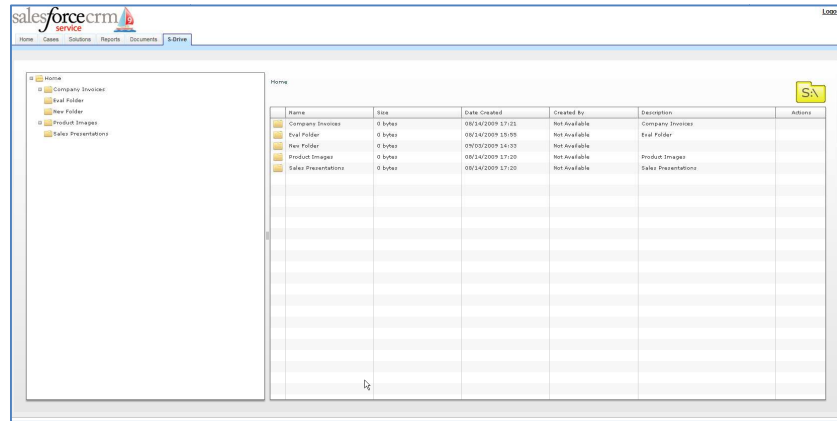 salesforcecrm 9
service
Logo
Home Cases Solutions Reports Documents S-Drive
Home
Company Invoices
Eval Folder
New Folder
Product Images
Sales Presentations
Home
S:\
Name Size Date Created Created By Description Actions
Company Invoices 0 bytes 08/14/2009 17:21 Not Available Company Invoices
Eval Folder 0 bytes 08/14/2009 15:55 Not Available Eval Folder
New Folder 0 bytes 09/03/2009 14:33 Not Available
Product Images 0 bytes 08/14/2009 17:20 Not Available Product Images
Sales Presentations 0 bytes 08/14/2009 17:20 Not Available Sales Presentations